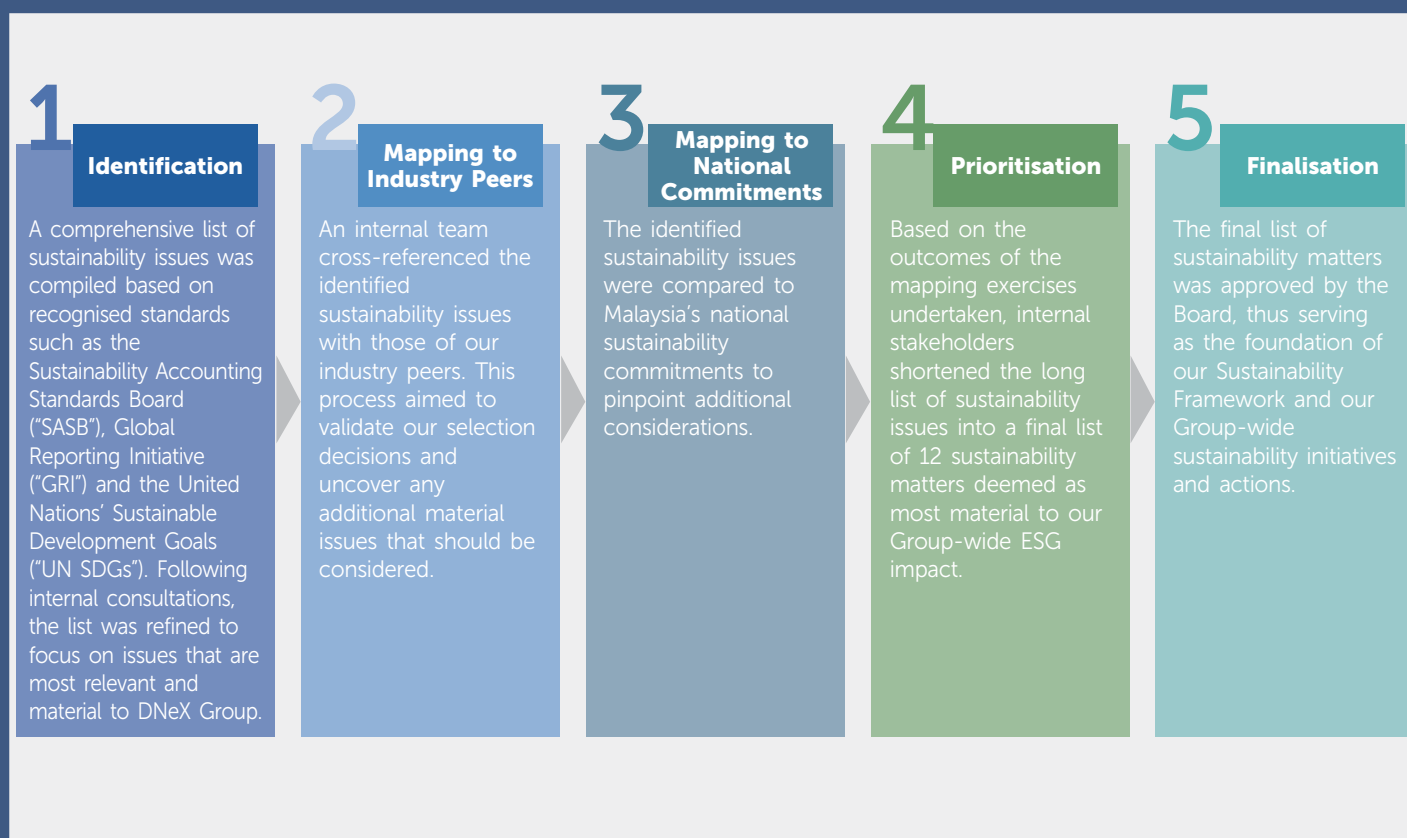 1
Identification
A comprehensive list of
sustainability issues was
compiled based on
recognised standards
such as the
Sustainability Accounting
Standards Board
(“SASB”), Global
Reporting Initiative
(“GRI”) and the United
Nations’ Sustainable
Development Goals
(“UN SDGs”). Following
internal consultations,
the list was refined to
focus on issues that are
most relevant and
material to DNeX Group.
2
Mapping to
Industry Peers
An internal team
cross-referenced the
identified
sustainability issues
with those of our
industry peers. This
process aimed to
validate our selection
decisions and
uncover any
additional material
issues that should be
considered.
3
Mapping to
National
Commitments
The identified
sustainability issues
were compared to
Malaysia’s national
sustainability
commitments to
pinpoint additional
considerations.
4
Prioritisation
Based on the
outcomes of the
mapping exercises
undertaken, internal
stakeholders
shortened the long
list of sustainability
issues into a final list
of 12 sustainability
matters deemed as
most material to our
Group-wide ESG
impact.
5
Finalisation
The final list of
sustainability matters
was approved by the
Board, thus serving
as the foundation of
our Sustainability
Framework and our
Group-wide
sustainability initiatives
and actions.